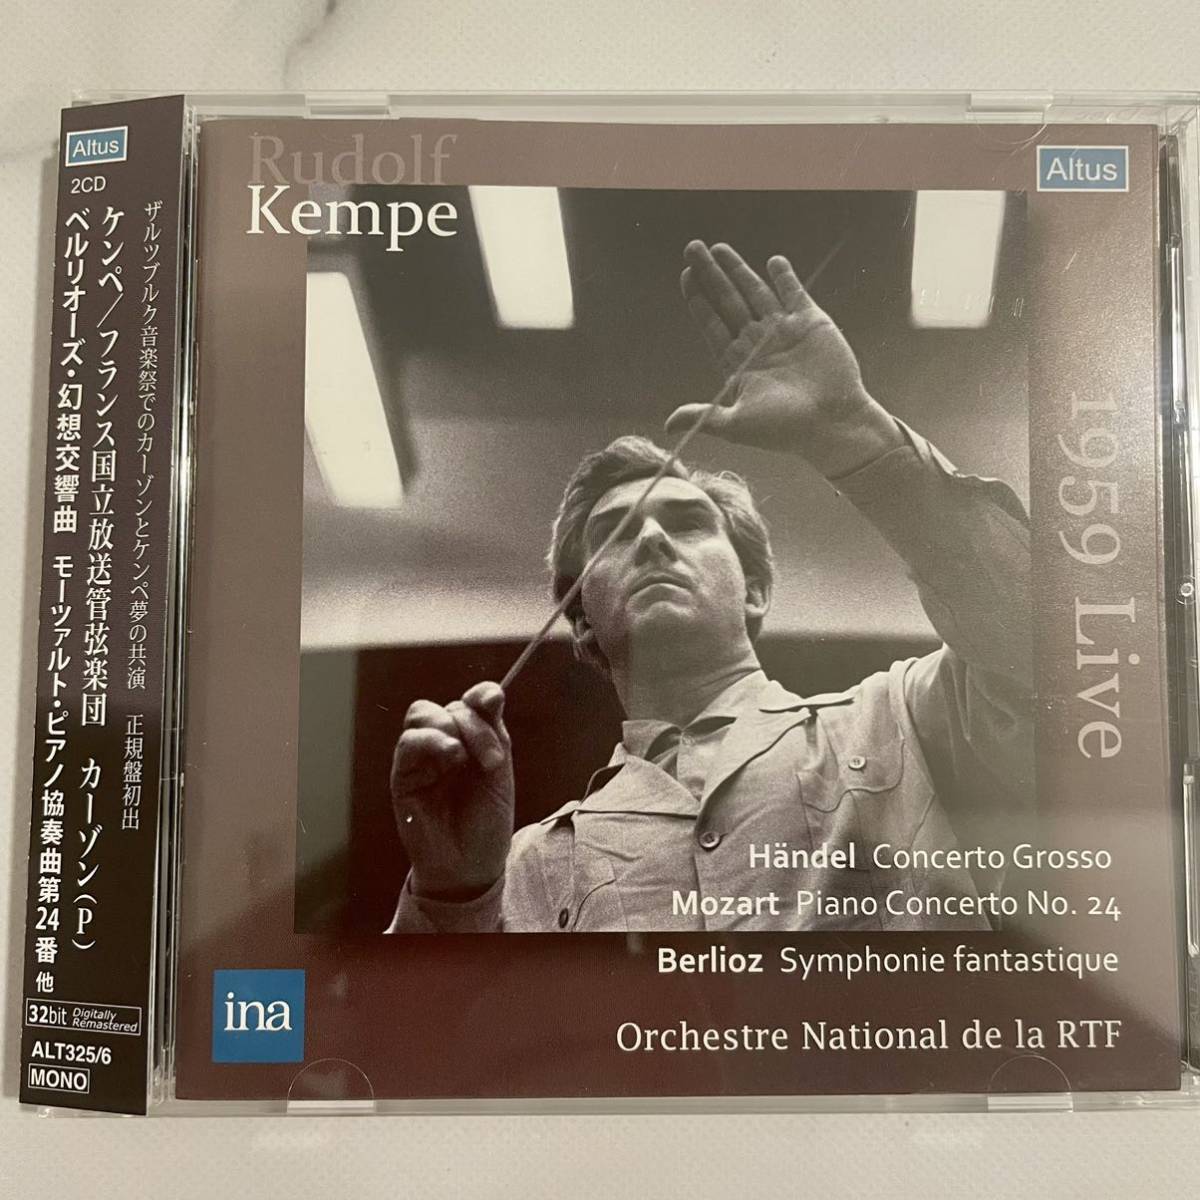 Altus
2CD
ザルツブルク音楽祭でのカーゾンとケンペ夢の共演 正規盤初出
ケンペ/フランス国立放送管弦楽団 カーゾン(P)
ベルリオーズ・幻想交響曲 モーツァルト・ピアノ協奏曲第24番 他
32bit Digitally Remastered
ALT325/6
MONO
Rudolf
Kempe
Altus
1959 Live
Händel Concerto Grosso
Mozart Piano Concerto No. 24
Berlioz Symphonie fantastique
ina
Orchestre National de la RTF